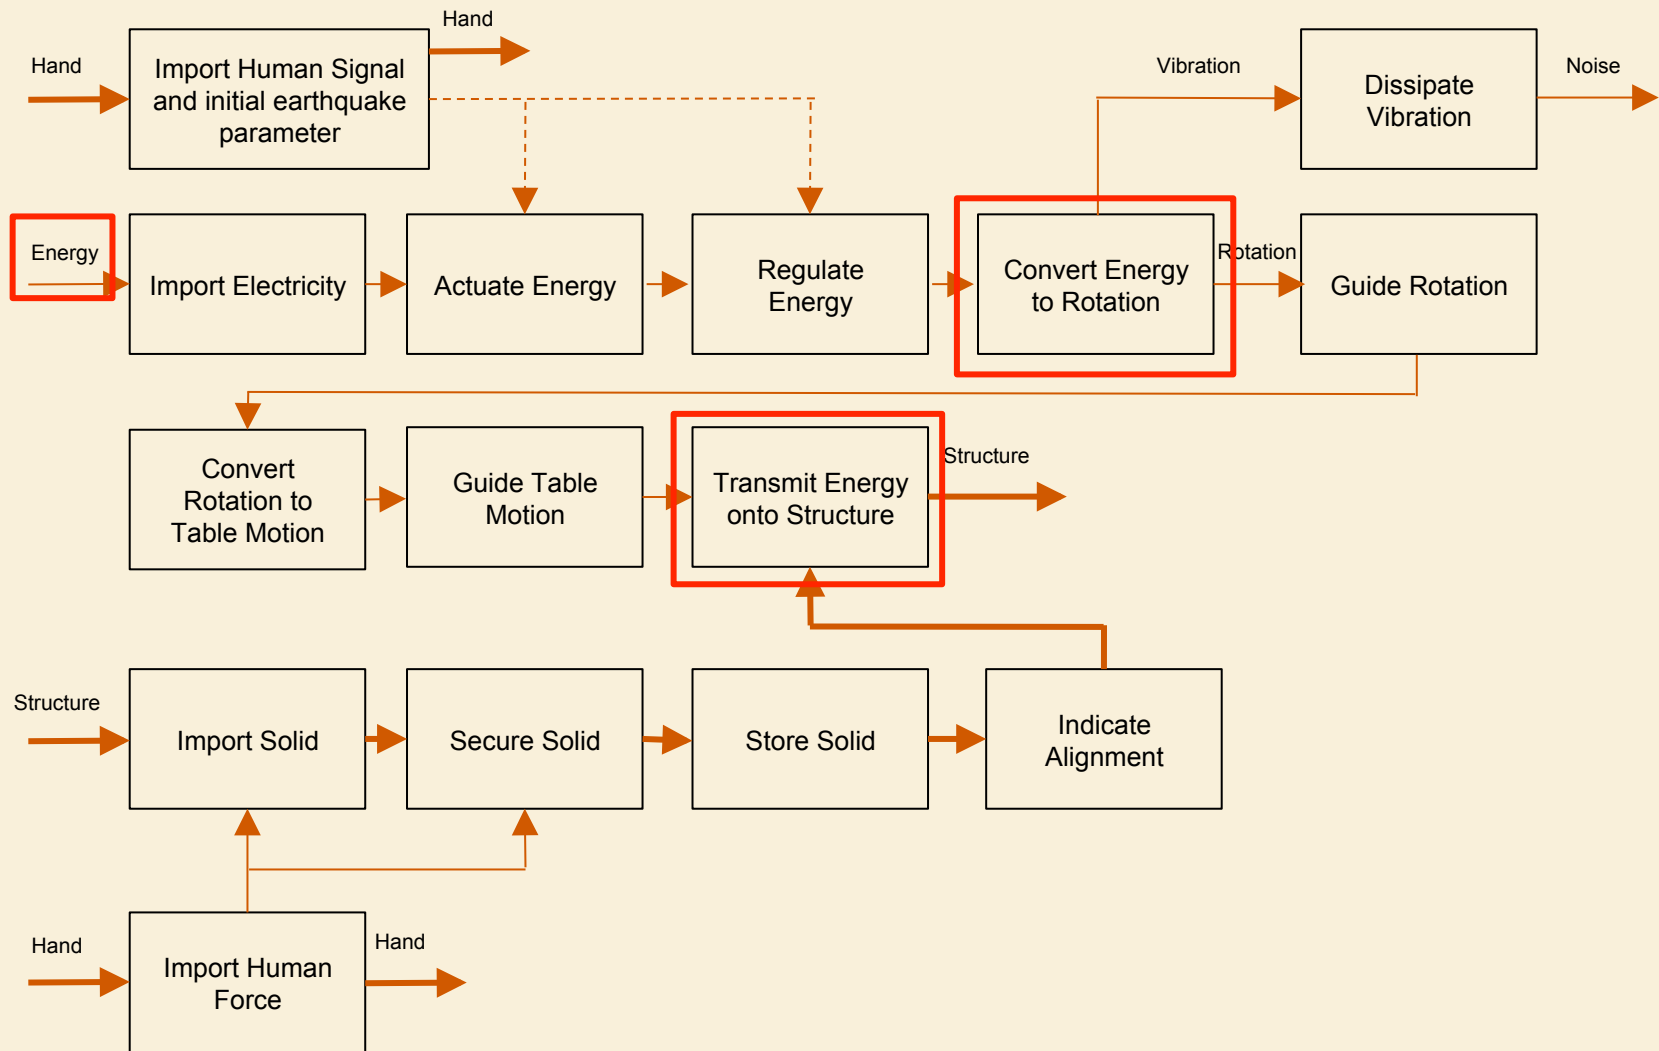 Hand
Hand
Import Human Signal
and initial earthquake
parameter
Vibration
Dissipate
Vibration
Noise
Energy
Import Electricity
Actuate Energy
Regulate
Energy
Convert Energy
to Rotation
Rotation
Guide Rotation
Convert
Rotation to
Table Motion
Guide Table
Motion
Transmit Energy
onto Structure
Structure
Structure
Import Solid
Secure Solid
Store Solid
Indicate
Alignment
Hand
Import Human
Force
Hand